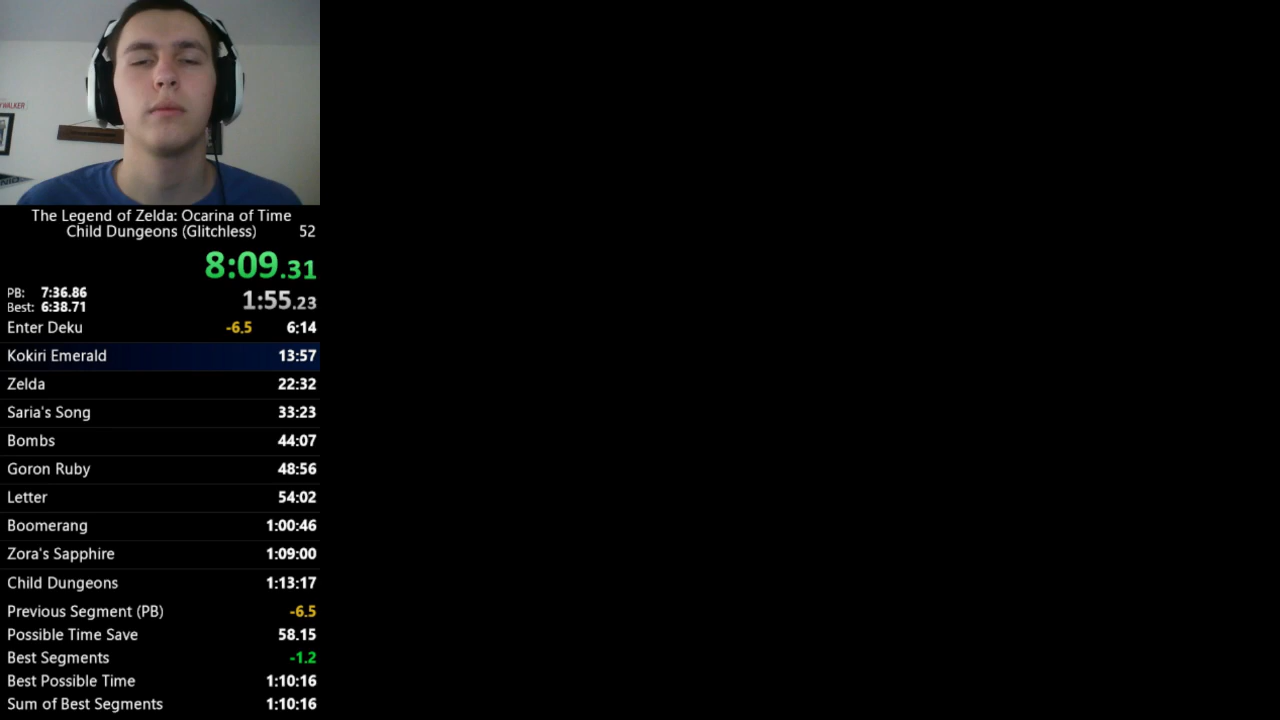 WALKER
The Legend of Zelda: Ocarina of Time
Child Dungeons (Glitchless) 52
8:09.31
PB: 7:36.86
1:55.23
Best: 6:38.71
Enter Deku -6.5 6:14
Kokiri Emerald 13:57
Zelda 22:32
Saria's Song 33:23
Bombs 44:07
Goron Ruby 48:56
Letter 54:02
Boomerang 1:00:46
Zora's Sapphire 1:09:00
Child Dungeons 1:13:17
Previous Segment (PB) -6.5
Possible Time Save 58.15
Best Segments -1.2
Best Possible Time 1:10:16
Sum of Best Segments 1:10:16